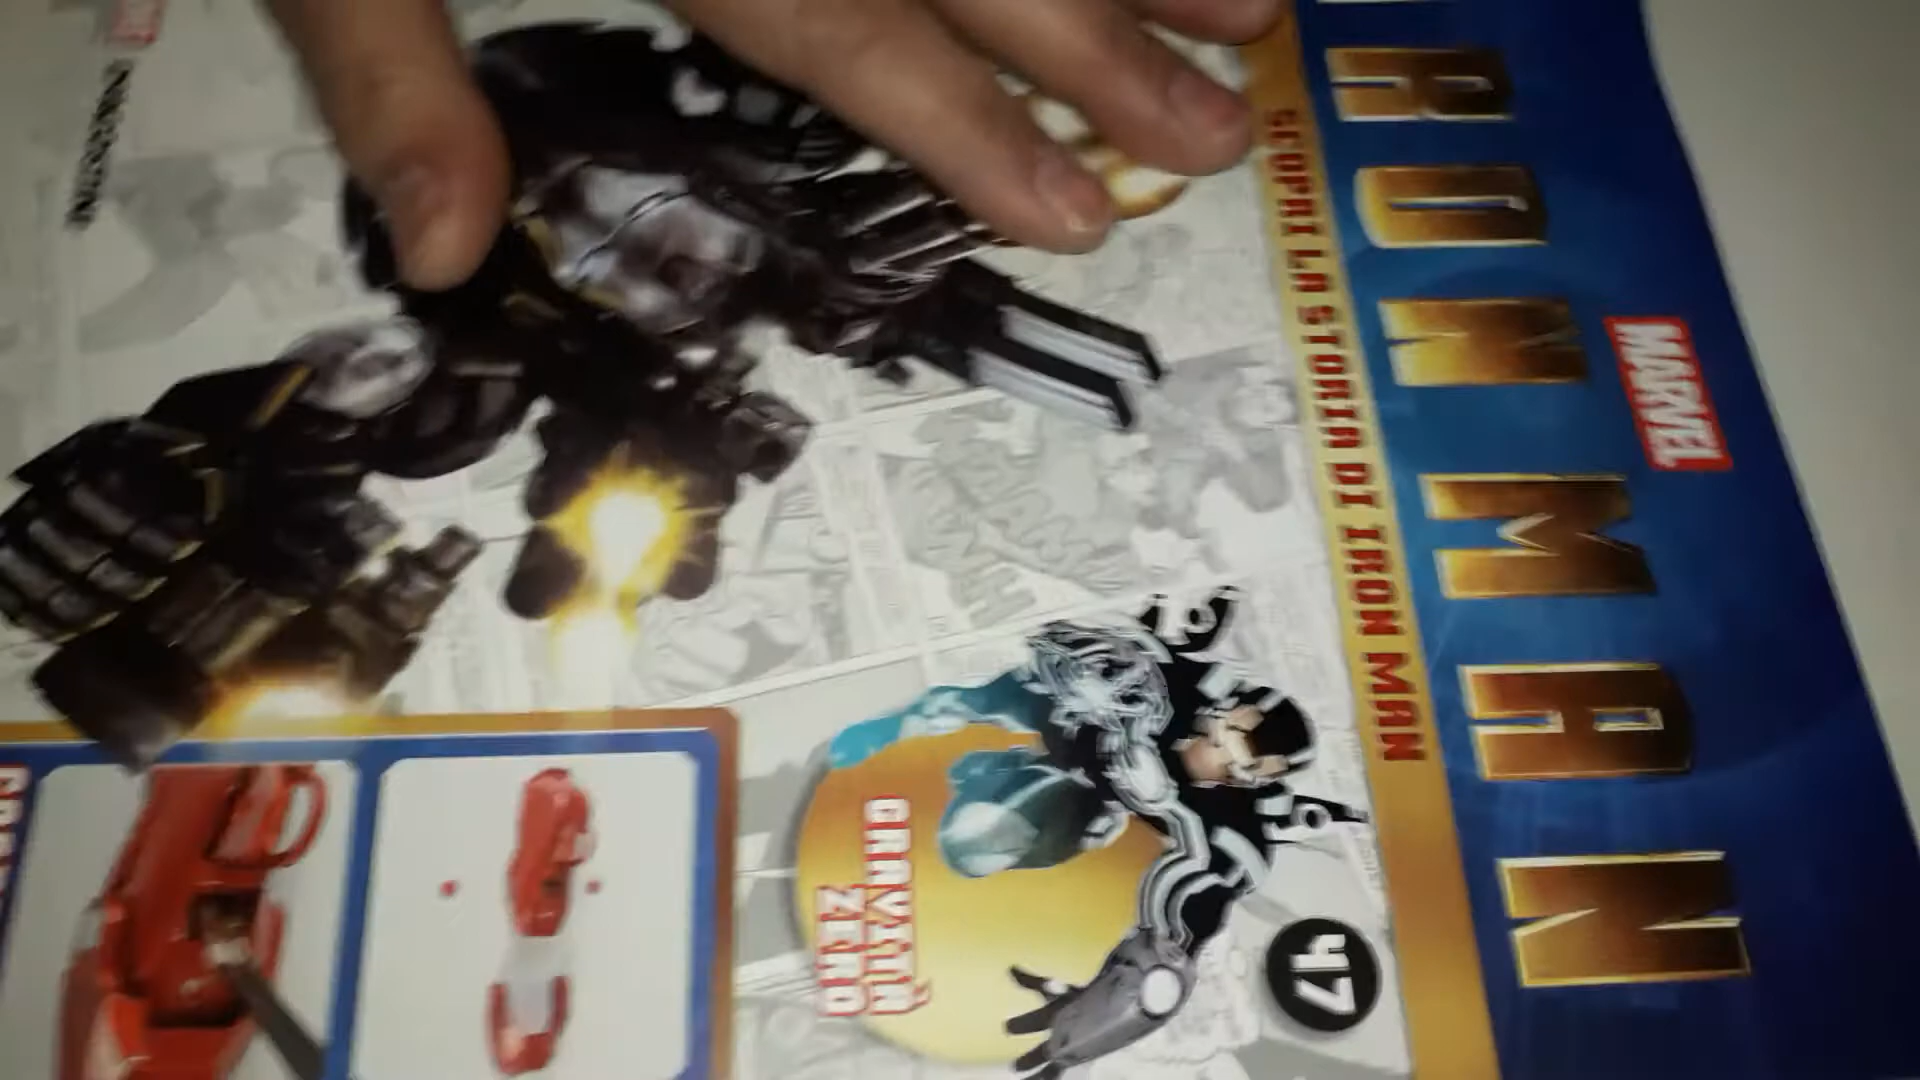 MARVEL
IRON MAN
SCOPRI LA STORIA DI IRON MAN
47
GRAVITÀ
ZERO